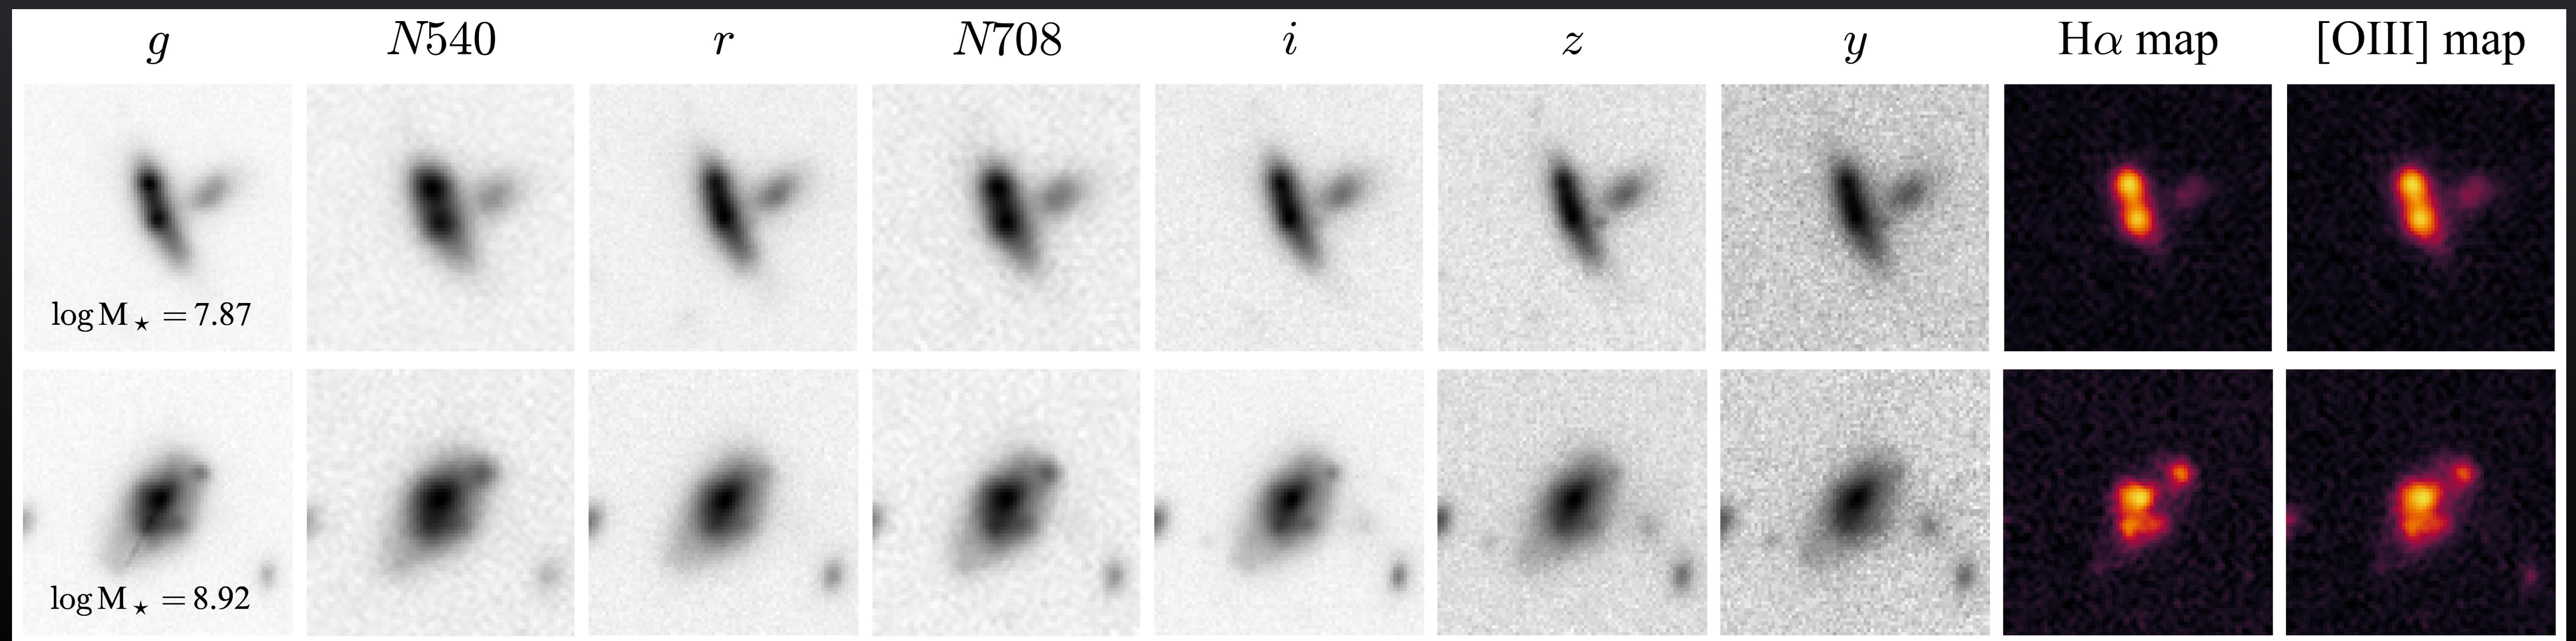 g N540 r N708 i z y Hα map [OIII] map
log M⋆ = 7.87
log M⋆ = 8.92